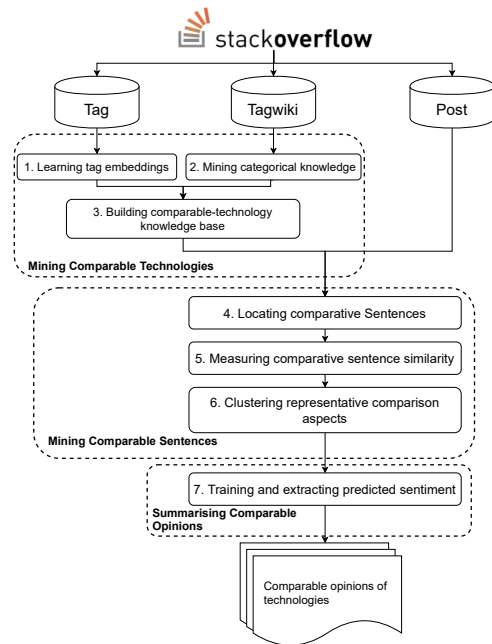 stackoverflow
Tag
Tagwiki
Post
1. Learning tag embeddings
2. Mining categorical knowledge
3. Building comparable-technology
knowledge base
Mining Comparable Technologies
4. Locating comparative Sentences
5. Measuring comparative sentence similarity
6. Clustering representative comparison
aspects
Mining Comparable Sentences
7. Training and extracting predicted sentiment
Summarising Comparable
Opinions
Comparable opinions of
technologies